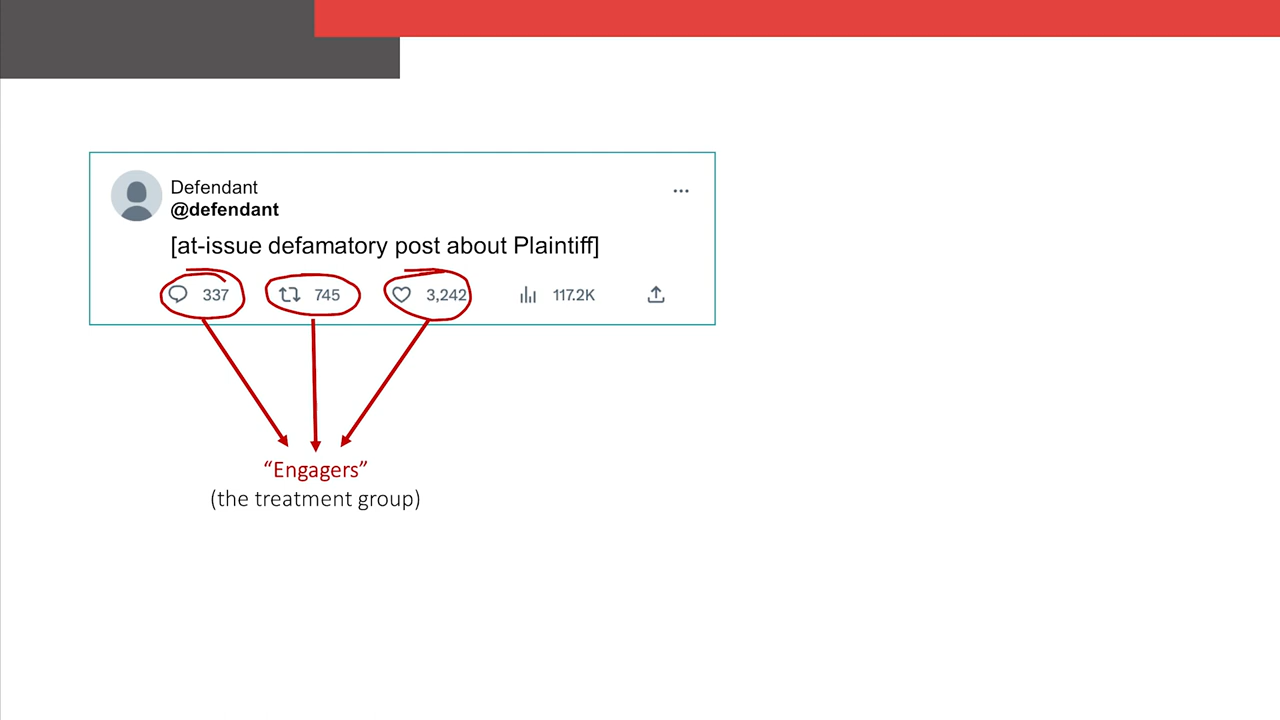 Defendant
@defendant
...
[at-issue defamatory post about Plaintiff]
337 745 3,242 117.2K
“Engagers”
(the treatment group)